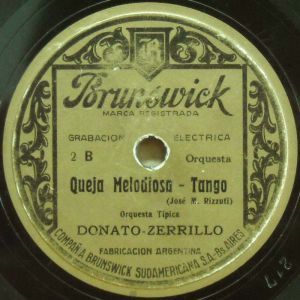 B
Brunswick
MARCA REGISTRADA
GRABACION ELECTRICA
2 B Orquesta
Queja Melodiosa - Tango
(José M. Rizzuti)
Orquesta Típica
DONATO-ZERRILLO
FABRICACION ARGENTINA
COMPAÑIA BRUNSWICK SUDAMERICANA S.A. Bs. AIRES